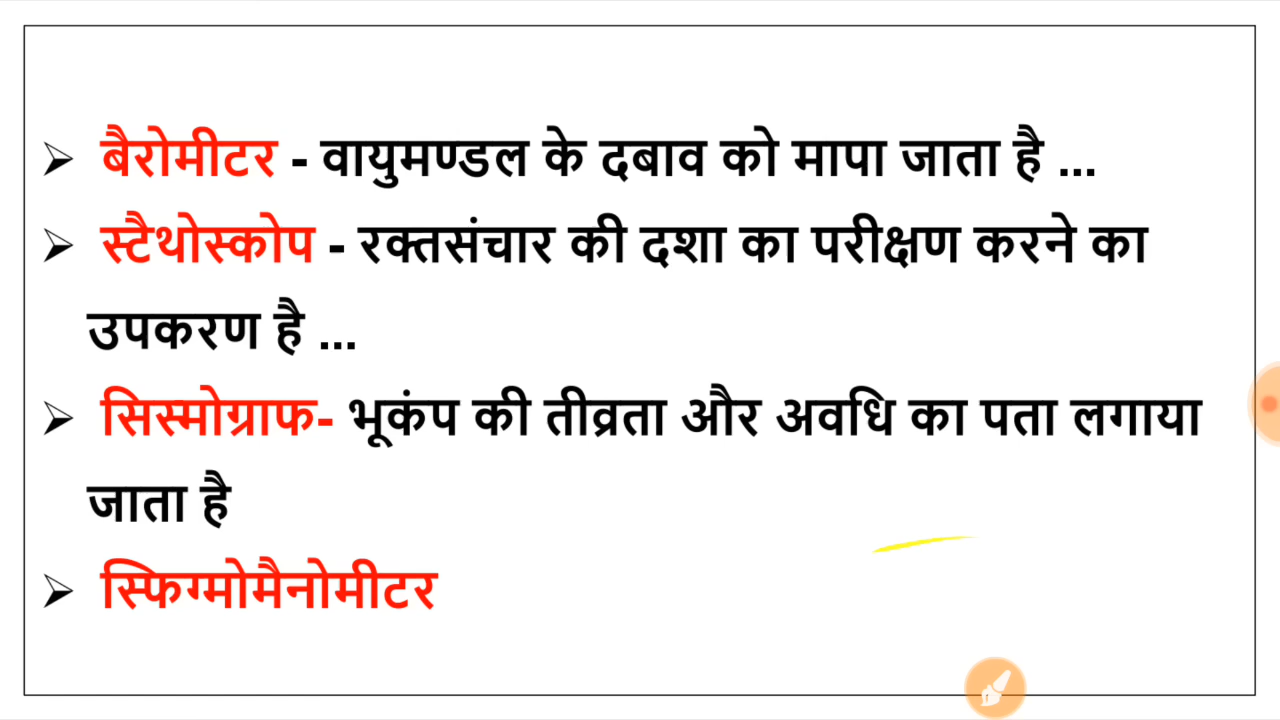 ➢ बैरोमीटर - वायुमण्डल के दबाव को मापा जाता है ...
➢ स्टैथोस्कोप - रक्तसंचार की दशा का परीक्षण करने का
उपकरण है ...
➢ सिस्मोग्राफ- भूकंप की तीव्रता और अवधि का पता लगाया
जाता है
➢ स्फिग्मोमैनोमीटर